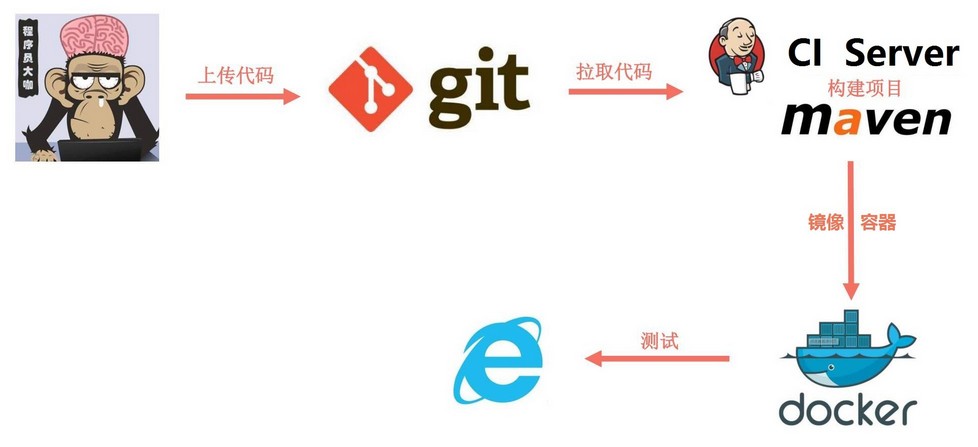 程序员大咖
上传代码
git
拉取代码
CI Server
构建项目
maven
镜像 容器
测试
docker